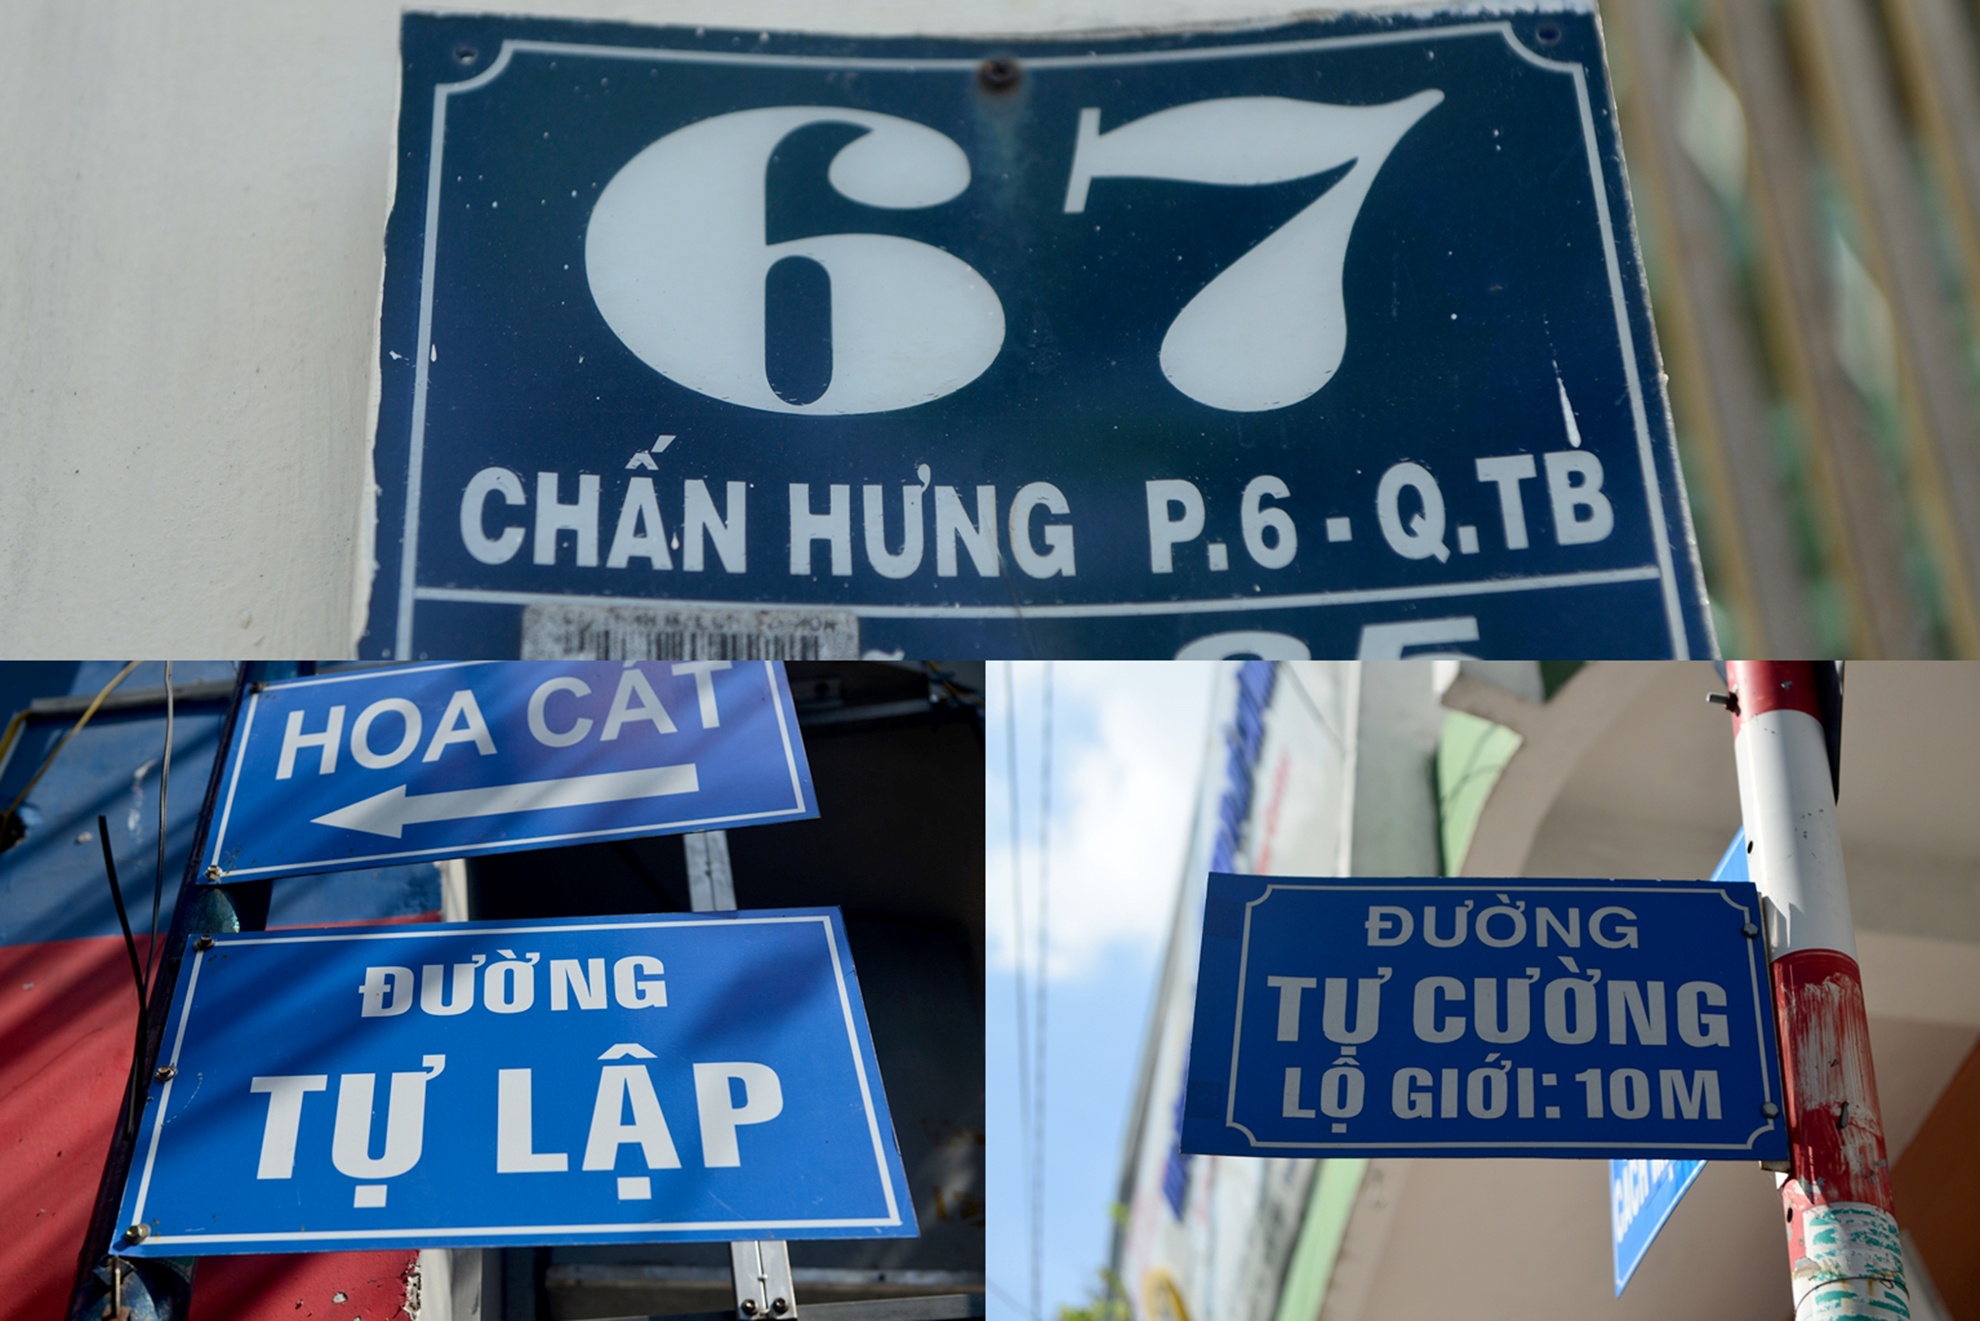 67
CHẤN HƯNG P.6 - Q.TB
HOA CÁT
ĐƯỜNG
TỰ LẬP
ĐƯỜNG
TỰ CƯỜNG
LỘ GIỚI: 10M